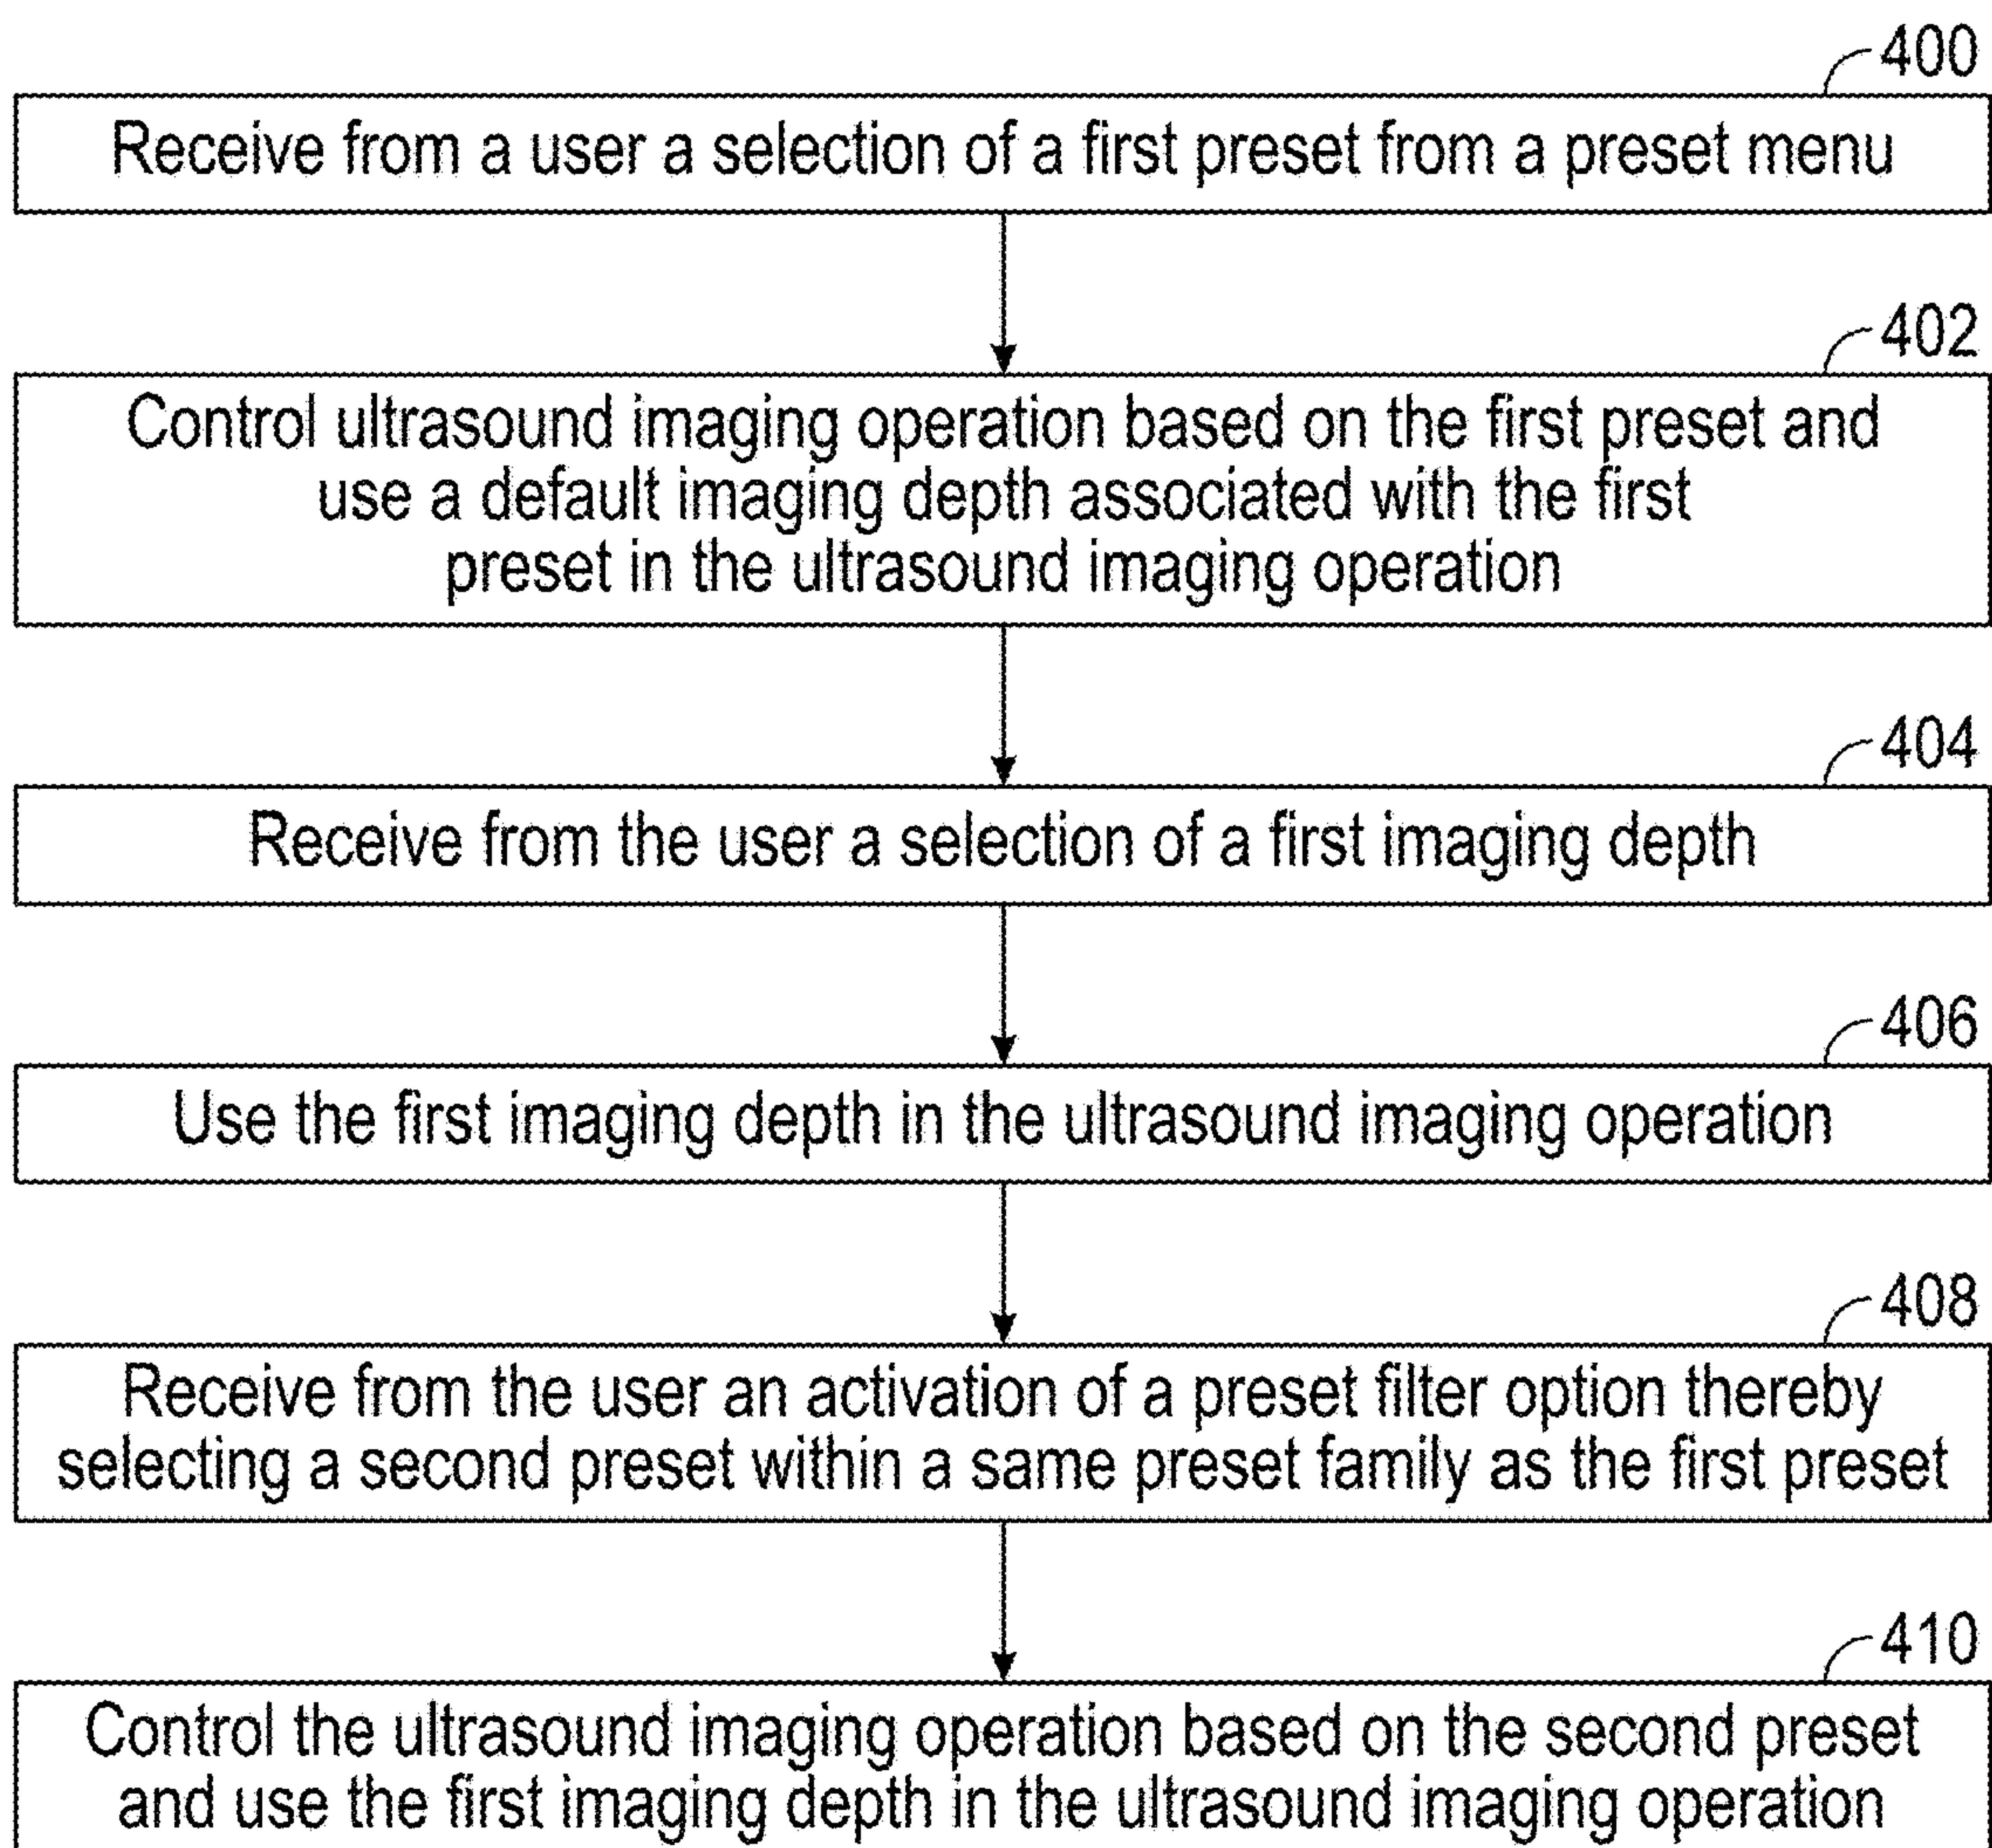 400
Receive from a user a selection of a first preset from a preset menu
402
Control ultrasound imaging operation based on the first preset and
use a default imaging depth associated with the first
preset in the ultrasound imaging operation
404
Receive from the user a selection of a first imaging depth
406
Use the first imaging depth in the ultrasound imaging operation
408
Receive from the user an activation of a preset filter option thereby
selecting a second preset within a same preset family as the first preset
410
Control the ultrasound imaging operation based on the second preset
and use the first imaging depth in the ultrasound imaging operation